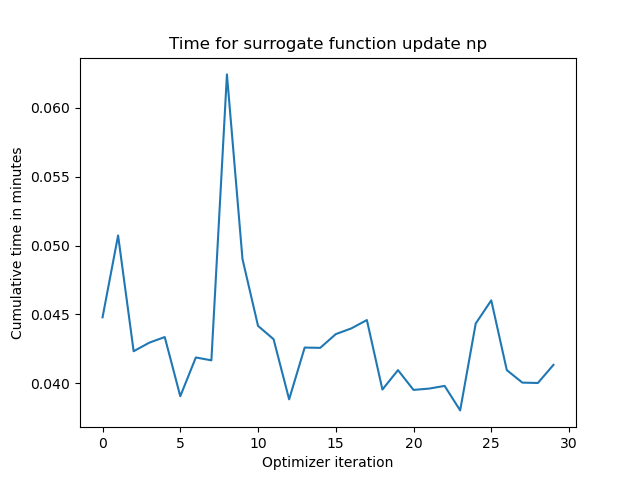 Time for surrogate function update np
Cumulative time in minutes
0.060
0.055
0.050
0.045
0.040
0 5 10 15 20 25 30
Optimizer iteration